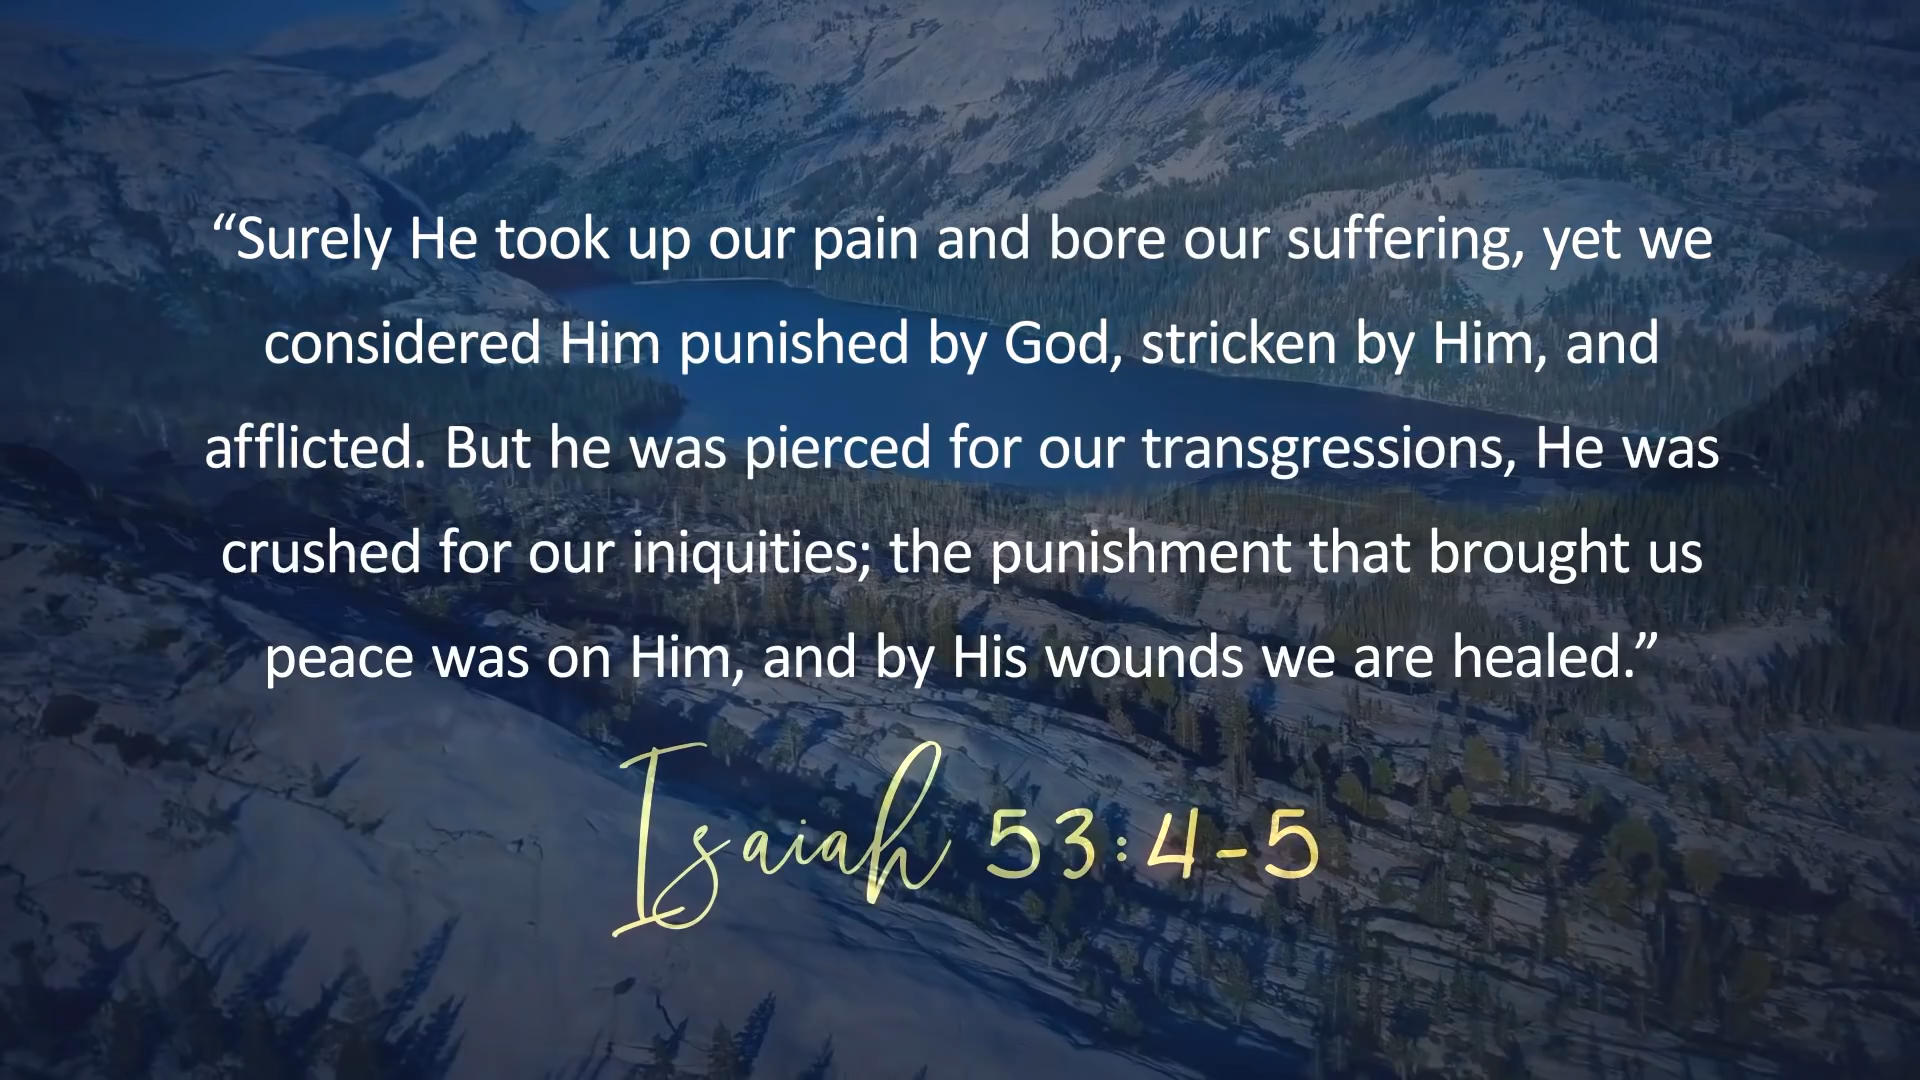 “Surely He took up our pain and bore our suffering, yet we
considered Him punished by God, stricken by Him, and
afflicted. But he was pierced for our transgressions, He was
crushed for our iniquities; the punishment that brought us
peace was on Him, and by His wounds we are healed.”
Isaiah 53:4-5